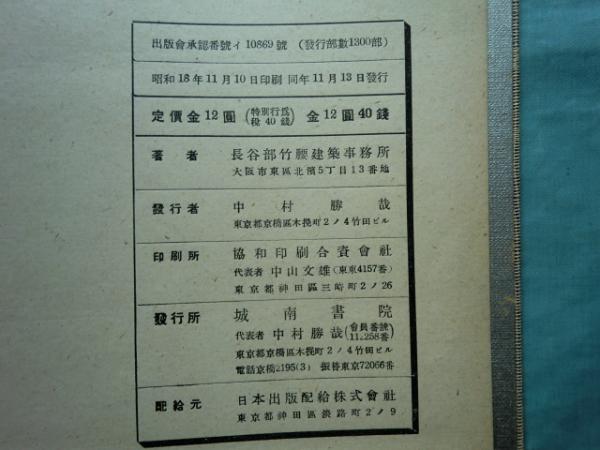 出版會承認番號イ 10869 號 (發行部數1300部)
昭和18年11月10日印刷 同年11月13日發行
定價金12圓 (特別行爲税 40 錢) 金12圓40錢
著者 長谷部竹腰建築事務所
大阪市東區北濱5丁目13番地
發行者 中村勝哉
東京都京橋區木挽町2ノ4竹田ビル
印刷所 協和印刷合資會社
代表者 中山文雄(東東4157番)
東京都神田區三崎町2ノ26
發行所 城南書院
代表者 中村勝哉(會員番號 112258番)
東京都京橋區木挽町2ノ4竹田ビル
電話京橋2195(3) 振替東京72066番
配給元 日本出版配給株式會社
東京都神田區淡路町2ノ9